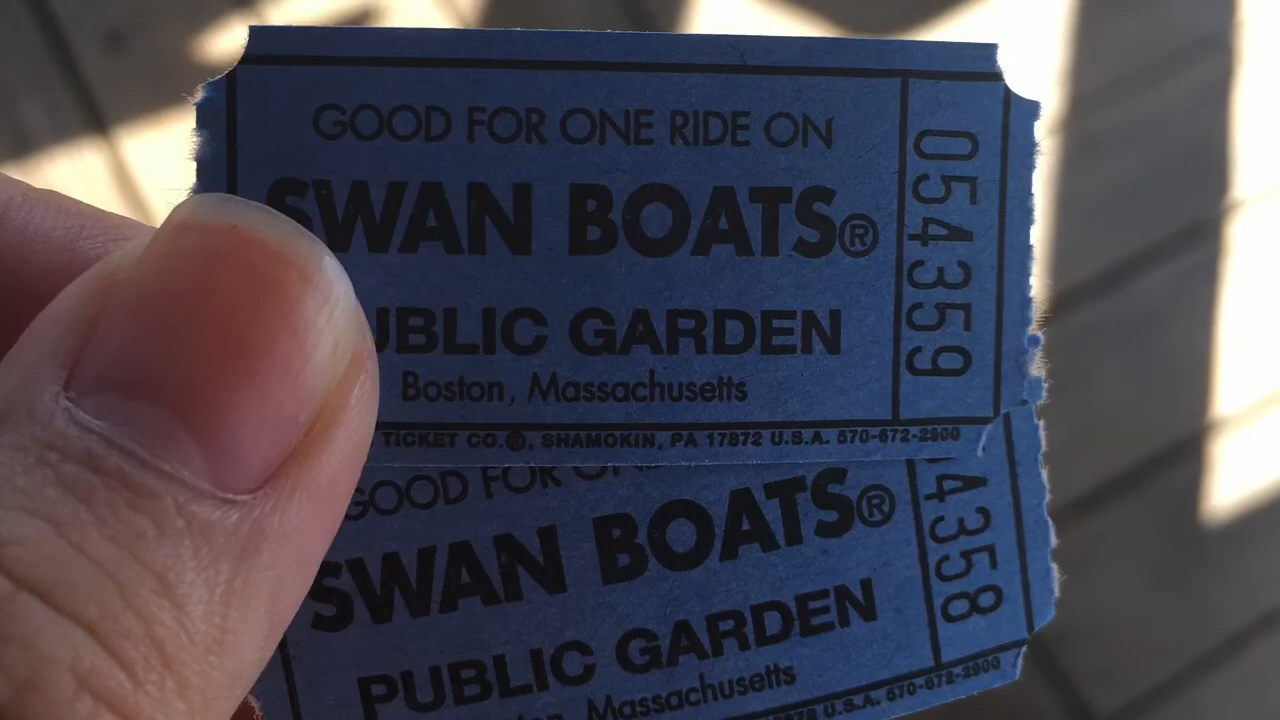 GOOD FOR ONE RIDE ON
SWAN BOATS®
PUBLIC GARDEN
Boston, Massachusetts
TICKET CO.®, SHAMOKIN, PA 17872 U.S.A. 570-672-2900
054359
GOOD FOR
SWAN BOATS®
PUBLIC GARDEN
Massachusetts
U.S.A. 570-672-2900
4358